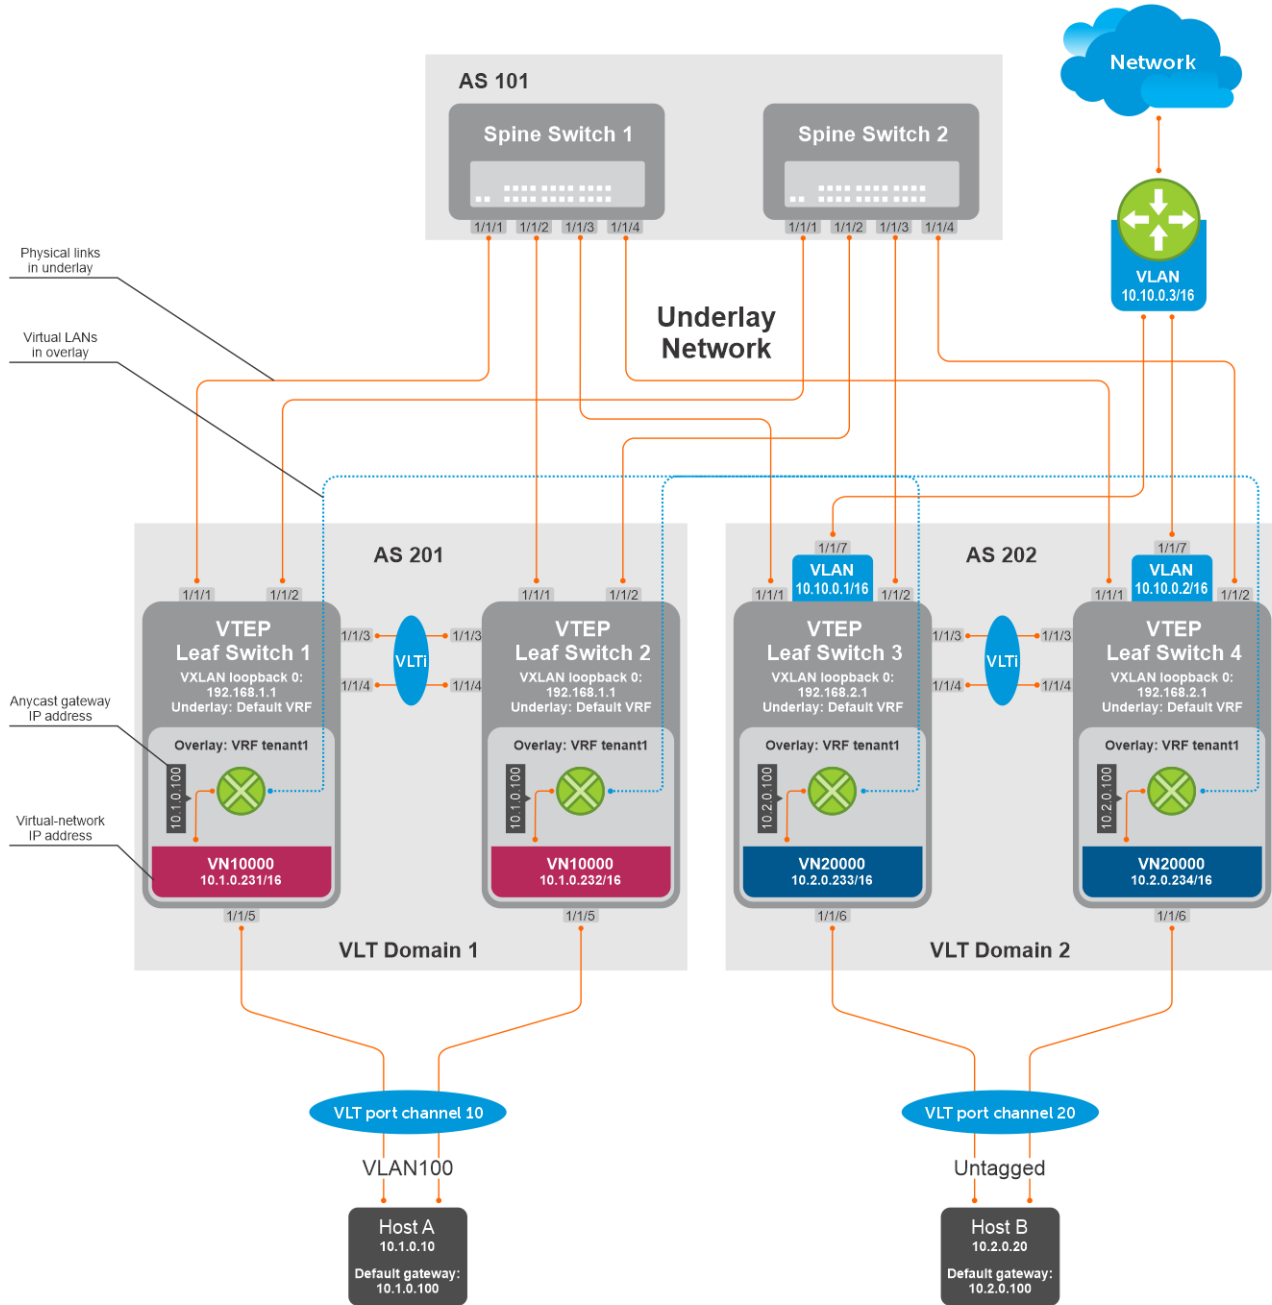 Network
AS 101
Spine Switch 1
Spine Switch 2
1/1/1
1/1/2
1/1/3
1/1/4
1/1/1
1/1/2
1/1/3
1/1/4
VLAN
10.10.0.3/16
Physical links
in underlay
Underlay
Network
Virtual LANs
in overlay
AS 201
AS 202
1/1/7
VLAN
10.10.0.1/16
1/1/7
VLAN
10.10.0.2/16
1/1/1
1/1/2
1/1/1
1/1/2
1/1/1
1/1/2
1/1/1
1/1/2
VTEP
Leaf Switch 1
VXLAN loopback 0:
192.168.1.1
Underlay: Default VRF
1/1/3
1/1/4
VLTi
1/1/3
1/1/4
VTEP
Leaf Switch 2
VXLAN loopback 0:
192.168.1.1
Underlay: Default VRF
VTEP
Leaf Switch 3
VXLAN loopback 0:
192.168.2.1
Underlay: Default VRF
1/1/3
1/1/4
VLTi
1/1/3
1/1/4
VTEP
Leaf Switch 4
VXLAN loopback 0:
192.168.2.1
Underlay: Default VRF
Anycast gateway
IP address
Overlay: VRF tenant1
10.1.0.100
Overlay: VRF tenant1
10.1.0.100
Overlay: VRF tenant1
10.2.0.100
Overlay: VRF tenant1
10.2.0.100
Virtual-network
IP address
VN10000
10.1.0.231/16
VN10000
10.1.0.232/16
VN20000
10.2.0.233/16
VN20000
10.2.0.234/16
1/1/5
1/1/5
1/1/6
1/1/6
VLT Domain 1
VLT Domain 2
VLT port channel 10
VLT port channel 20
VLAN100
Untagged
Host A
10.1.0.10
Default gateway:
10.1.0.100
Host B
10.2.0.20
Default gateway:
10.2.0.100